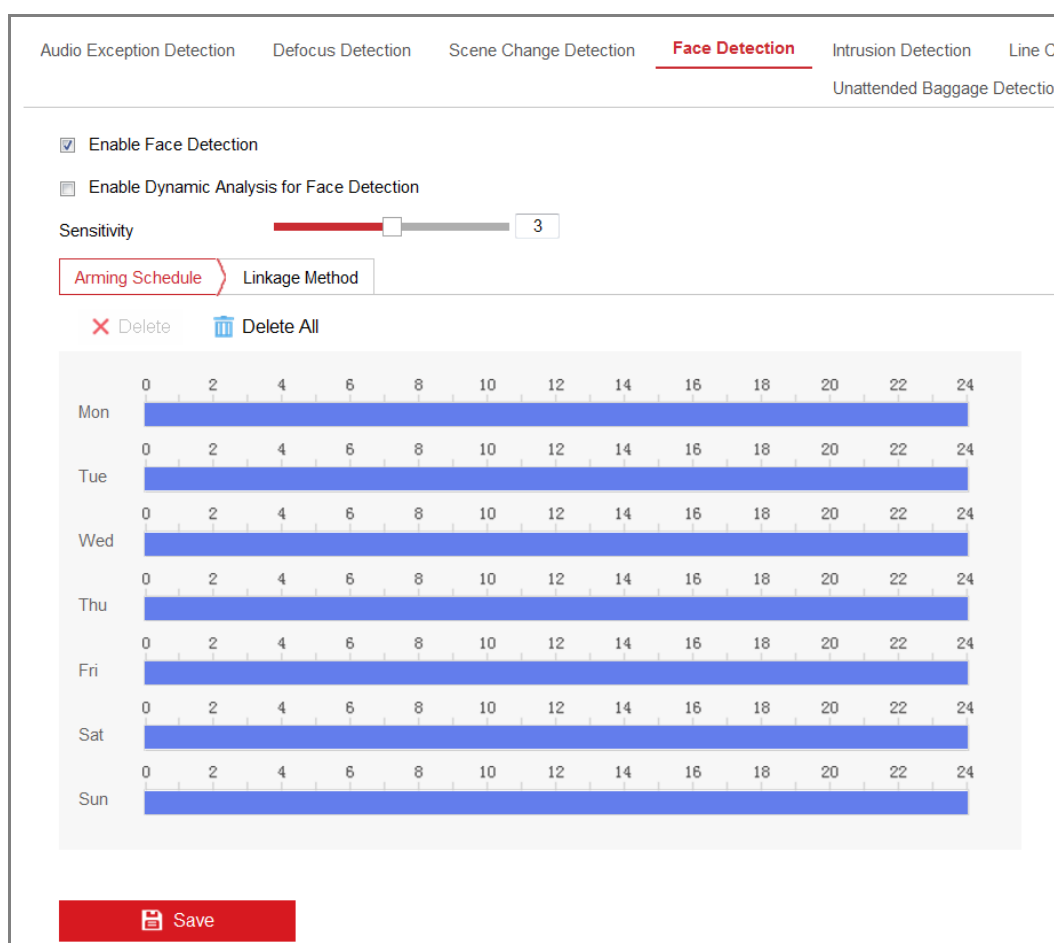 Audio Exception Detection Defocus Detection Scene Change Detection Face Detection Intrusion Detection Line C
Unattended Baggage Detectio
Enable Face Detection
Enable Dynamic Analysis for Face Detection
Sensitivity 3
Arming Schedule Linkage Method
Delete Delete All
0 2 4 6 8 10 12 14 16 18 20 22 24
Mon
0 2 4 6 8 10 12 14 16 18 20 22 24
Tue
0 2 4 6 8 10 12 14 16 18 20 22 24
Wed
0 2 4 6 8 10 12 14 16 18 20 22 24
Thu
0 2 4 6 8 10 12 14 16 18 20 22 24
Fri
0 2 4 6 8 10 12 14 16 18 20 22 24
Sat
0 2 4 6 8 10 12 14 16 18 20 22 24
Sun
Save